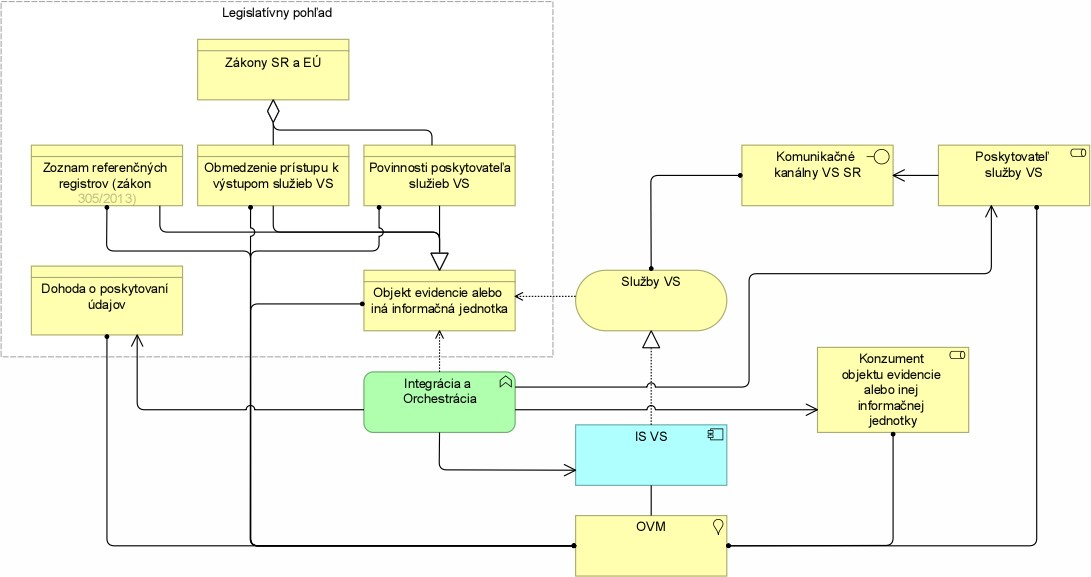 Legislatívny pohľad
Zákony SR a EÚ
Zoznam referenčných
registrov (zákon
305/2013)
Obmedzenie prístupu k
výstupom služieb VS
Povinnosti poskytovateľa
služieb VS
Komunikačné
kanály VS SR
Poskytovateľ
služby VS
Dohoda o poskytovaní
údajov
Objekt evidencie alebo
iná informačná jednotka
Služby VS
Integrácia a
Orchestrácia
Konzument
objektu evidencie
alebo inej
informačnej
jednotky
IS VS
OVM